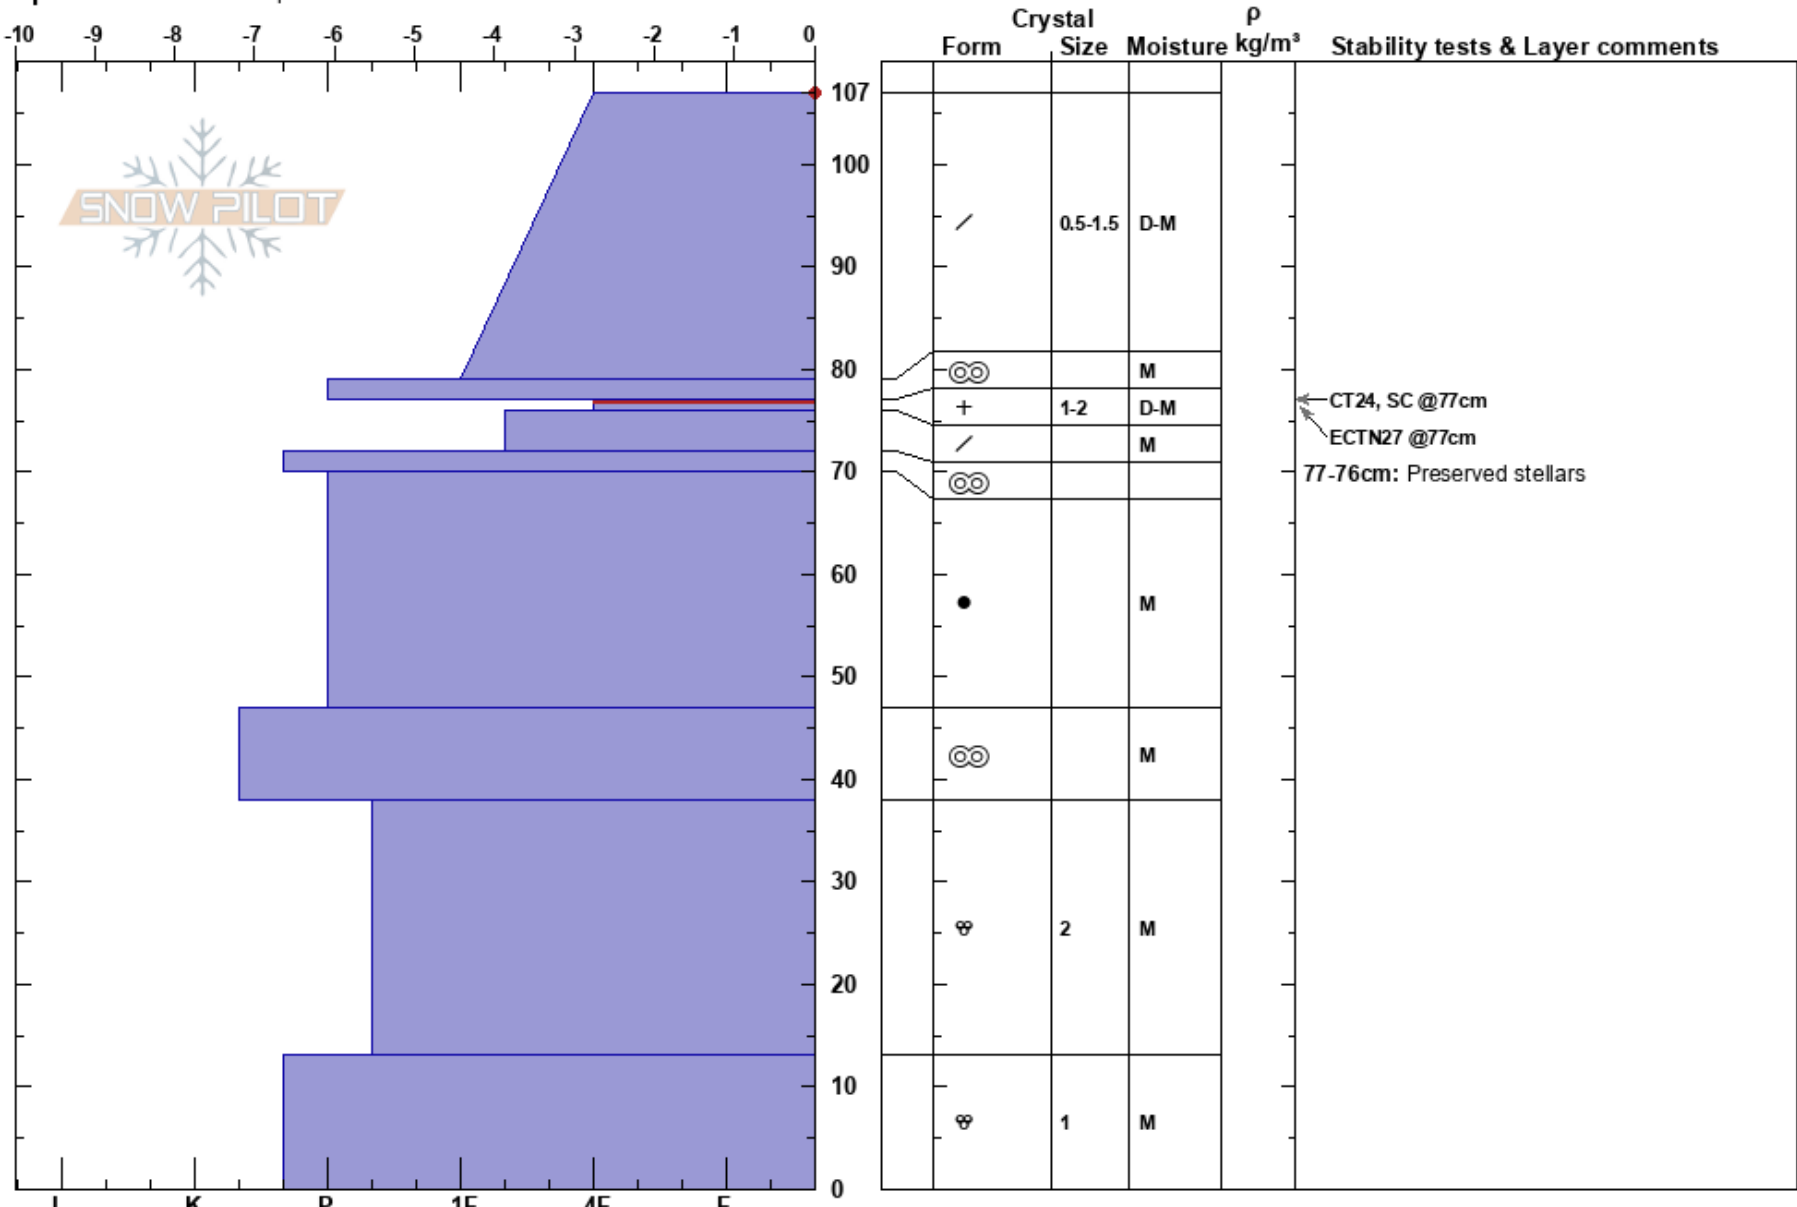 Crystal ρ
-10 -9 -8 -7 -6 -5 -4 -3 -2 -1 0 Form Size Moisture kg/m³ Stability tests & Layer comments
107
100
SNOW PILOT
/ 0.5-1.5 D-M
90
80
M
+ 1-2 D-M CT24, SC @77cm
/ M ECTN27 @77cm
70 77-76cm: Preserved stellars
60
M
50
M
40
30
2 M
20
10
1 M
0
I K P 1F 4F F